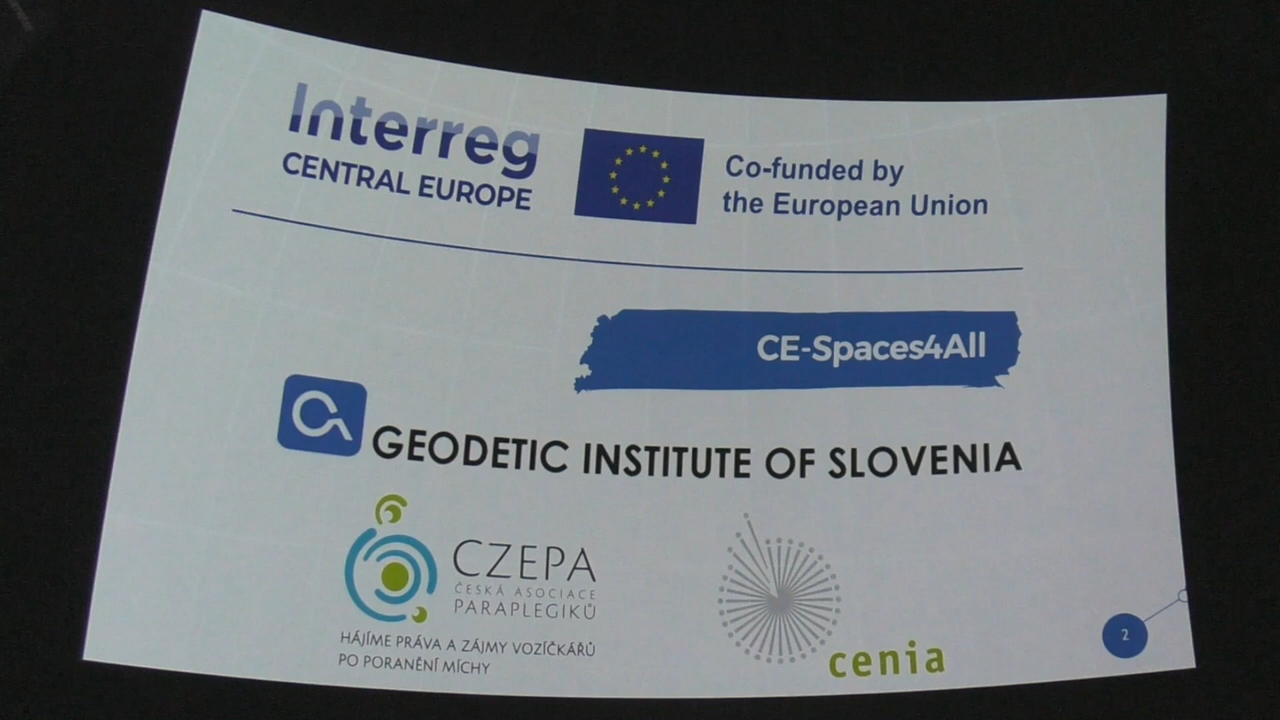 Interreg
CENTRAL EUROPE
Co-funded by
the European Union
CE-Spaces4All
GEODETIC INSTITUTE OF SLOVENIA
CZEPA
ČESKÁ ASOCIACE
PARAPLEGIKŮ
HÁJÍME PRÁVA A ZÁJMY VOZÍČKÁŘŮ
PO PORANĚNÍ MÍCHY
cenia
2